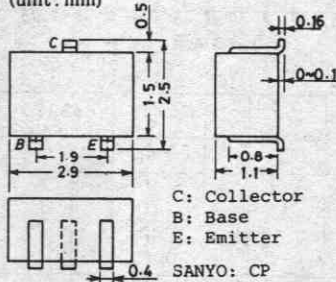 (unit: mm)
0.5
0.16
C
1.5
2.5
0~0.1
B
E
1.9
2.9
0.8
1.1
C: Collector
B: Base
E: Emitter
0.4
SANYO: CP